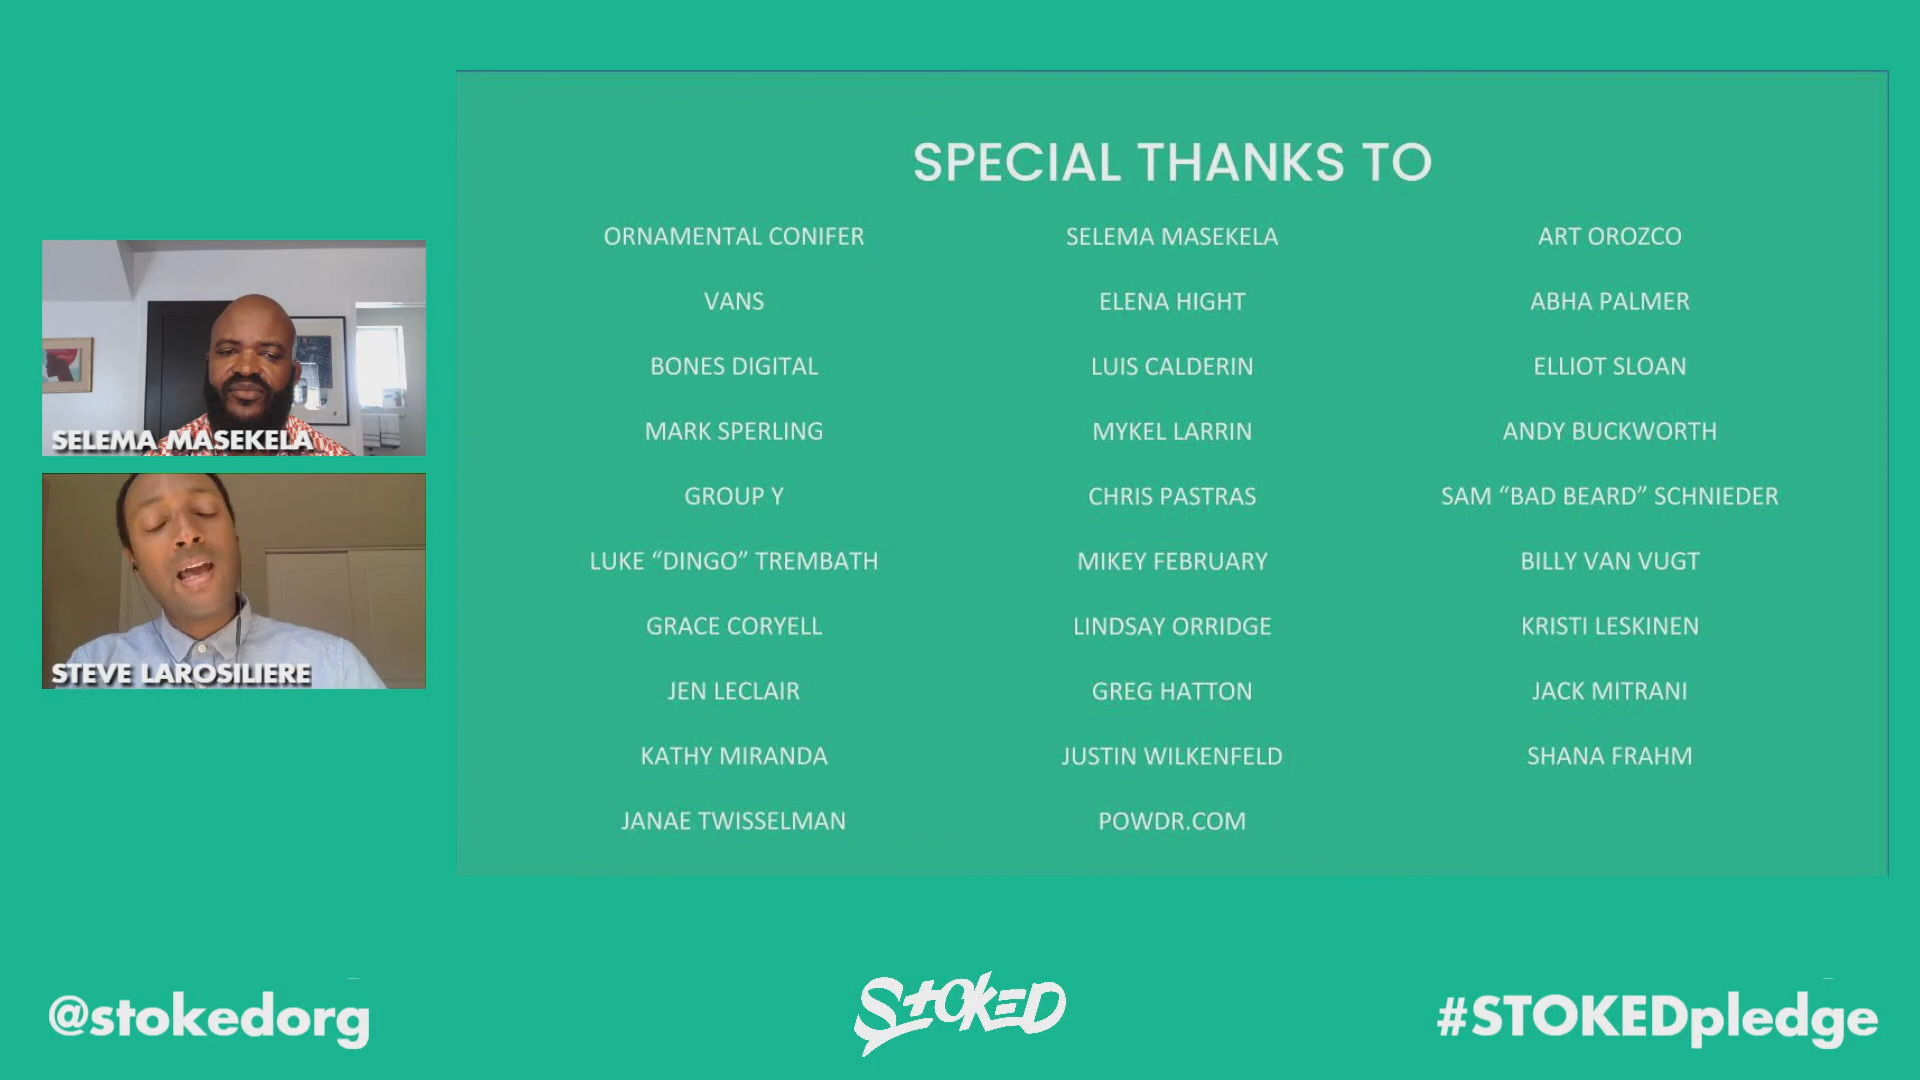 SPECIAL THANKS TO
ORNAMENTAL CONIFER SELEMA MASEKELA ART OROZCO
VANS ELENA HIGHT ABHA PALMER
BONES DIGITAL LUIS CALDERIN ELLIOT SLOAN
MARK SPERLING MYKEL LARRIN ANDY BUCKWORTH
GROUP Y CHRIS PASTRAS SAM “BAD BEARD” SCHNIEDER
LUKE “DINGO” TREMBATH MIKEY FEBRUARY BILLY VAN VUGT
GRACE CORYELL LINDSAY ORRIDGE KRISTI LESKINEN
JEN LECLAIR GREG HATTON JACK MITRANI
KATHY MIRANDA JUSTIN WILKENFELD SHANA FRAHM
JANAE TWISSELMAN POWDR.COM
SELEMA MASEKELA
STEVE LAROSILIERE
@stokedorg STOKED #STOKEDpledge